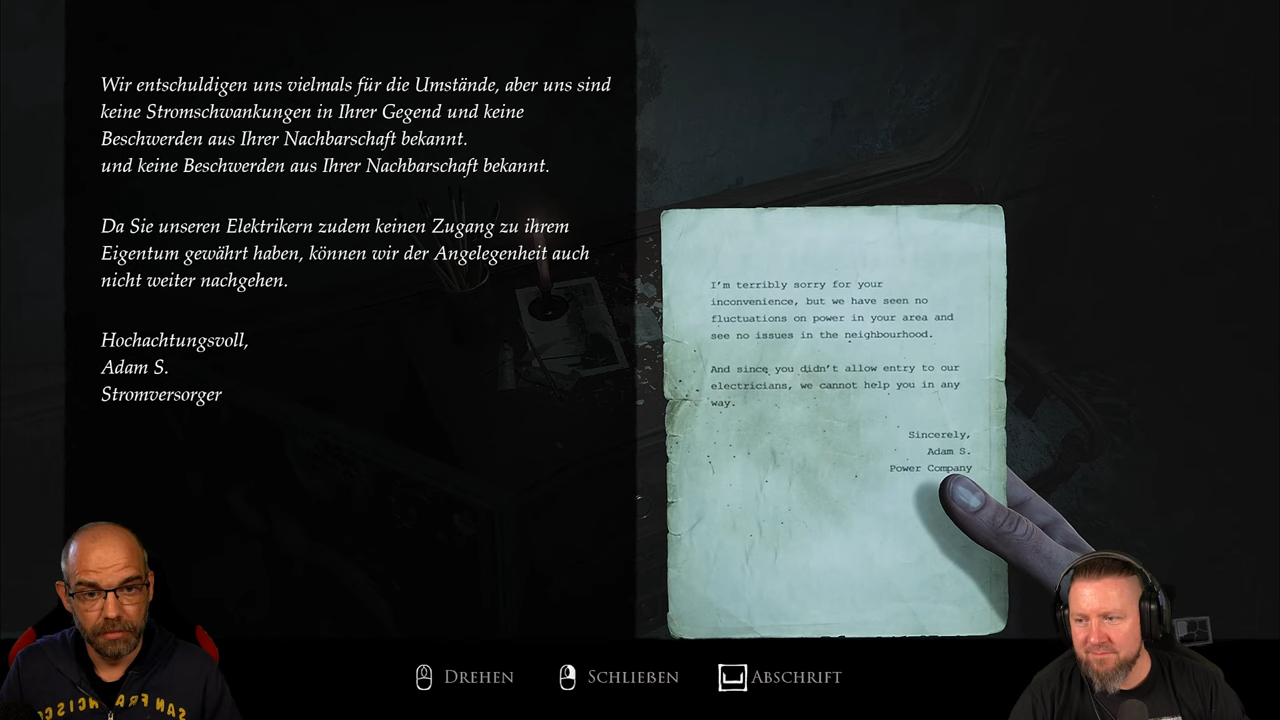 Wir entschuldigen uns vielmals für die Umstände, aber uns sind
keine Stromschwankungen in Ihrer Gegend und keine
Beschwerden aus Ihrer Nachbarschaft bekannt.
und keine Beschwerden aus Ihrer Nachbarschaft bekannt.
Da Sie unseren Elektrikern zudem keinen Zugang zu ihrem
Eigentum gewährt haben, können wir der Angelegenheit auch
nicht weiter nachgehen.
Hochachtungsvoll,
Adam S.
Stromversorger
I'm terribly sorry for your
inconvenience, but we have seen no
fluctuations on power in your area and
see no issues in the neighbourhood.
And since you didn't allow entry to our
electricians, we cannot help you in any
way.
Sincerely,
Adam S.
Power Company
SAN FRANCISCO
DREHEN
SCHLIEßEN
ABSCHRIFT